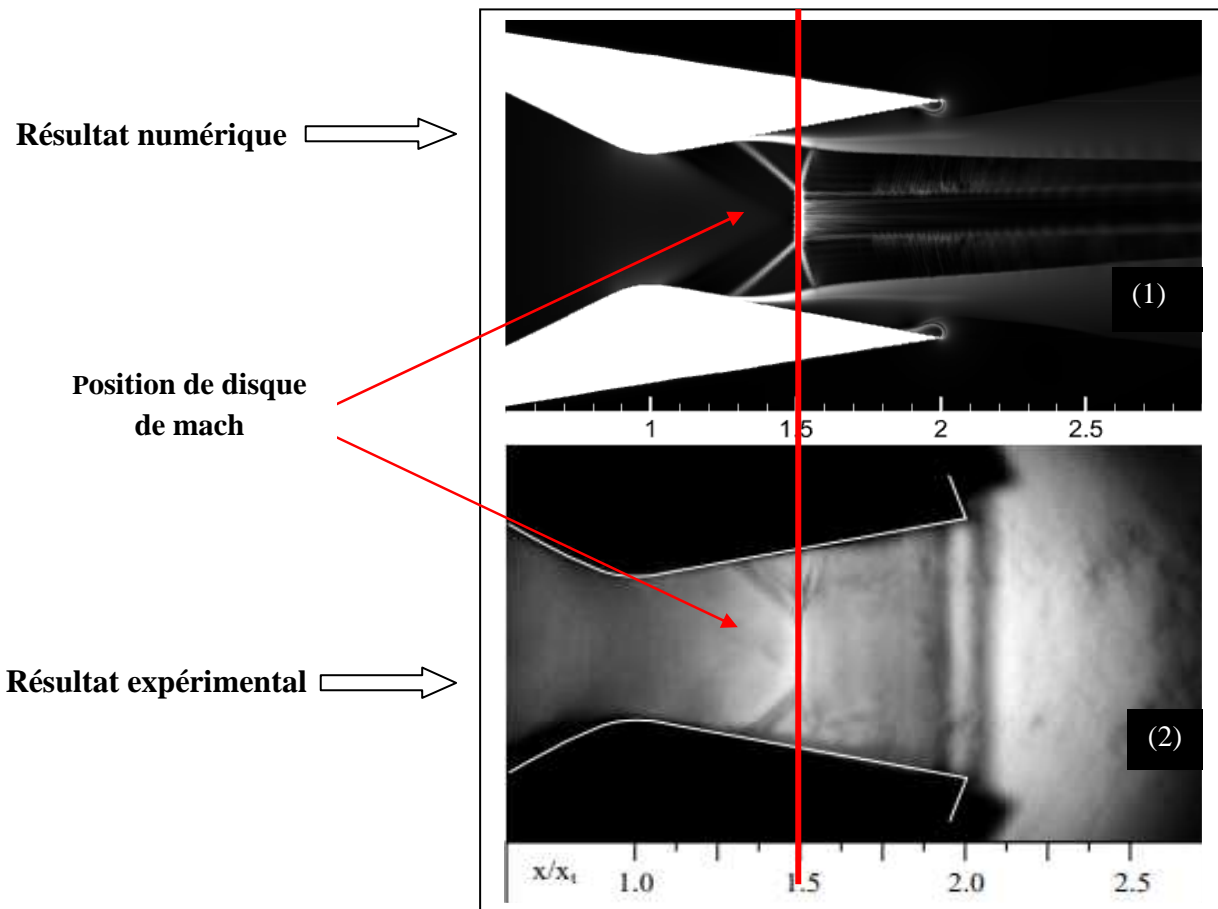 Résultat numérique
(1)
Position de disque
de mach
1 1.5 2 2.5
Résultat expérimental
(2)
x/xt 1.0 1.5 2.0 2.5